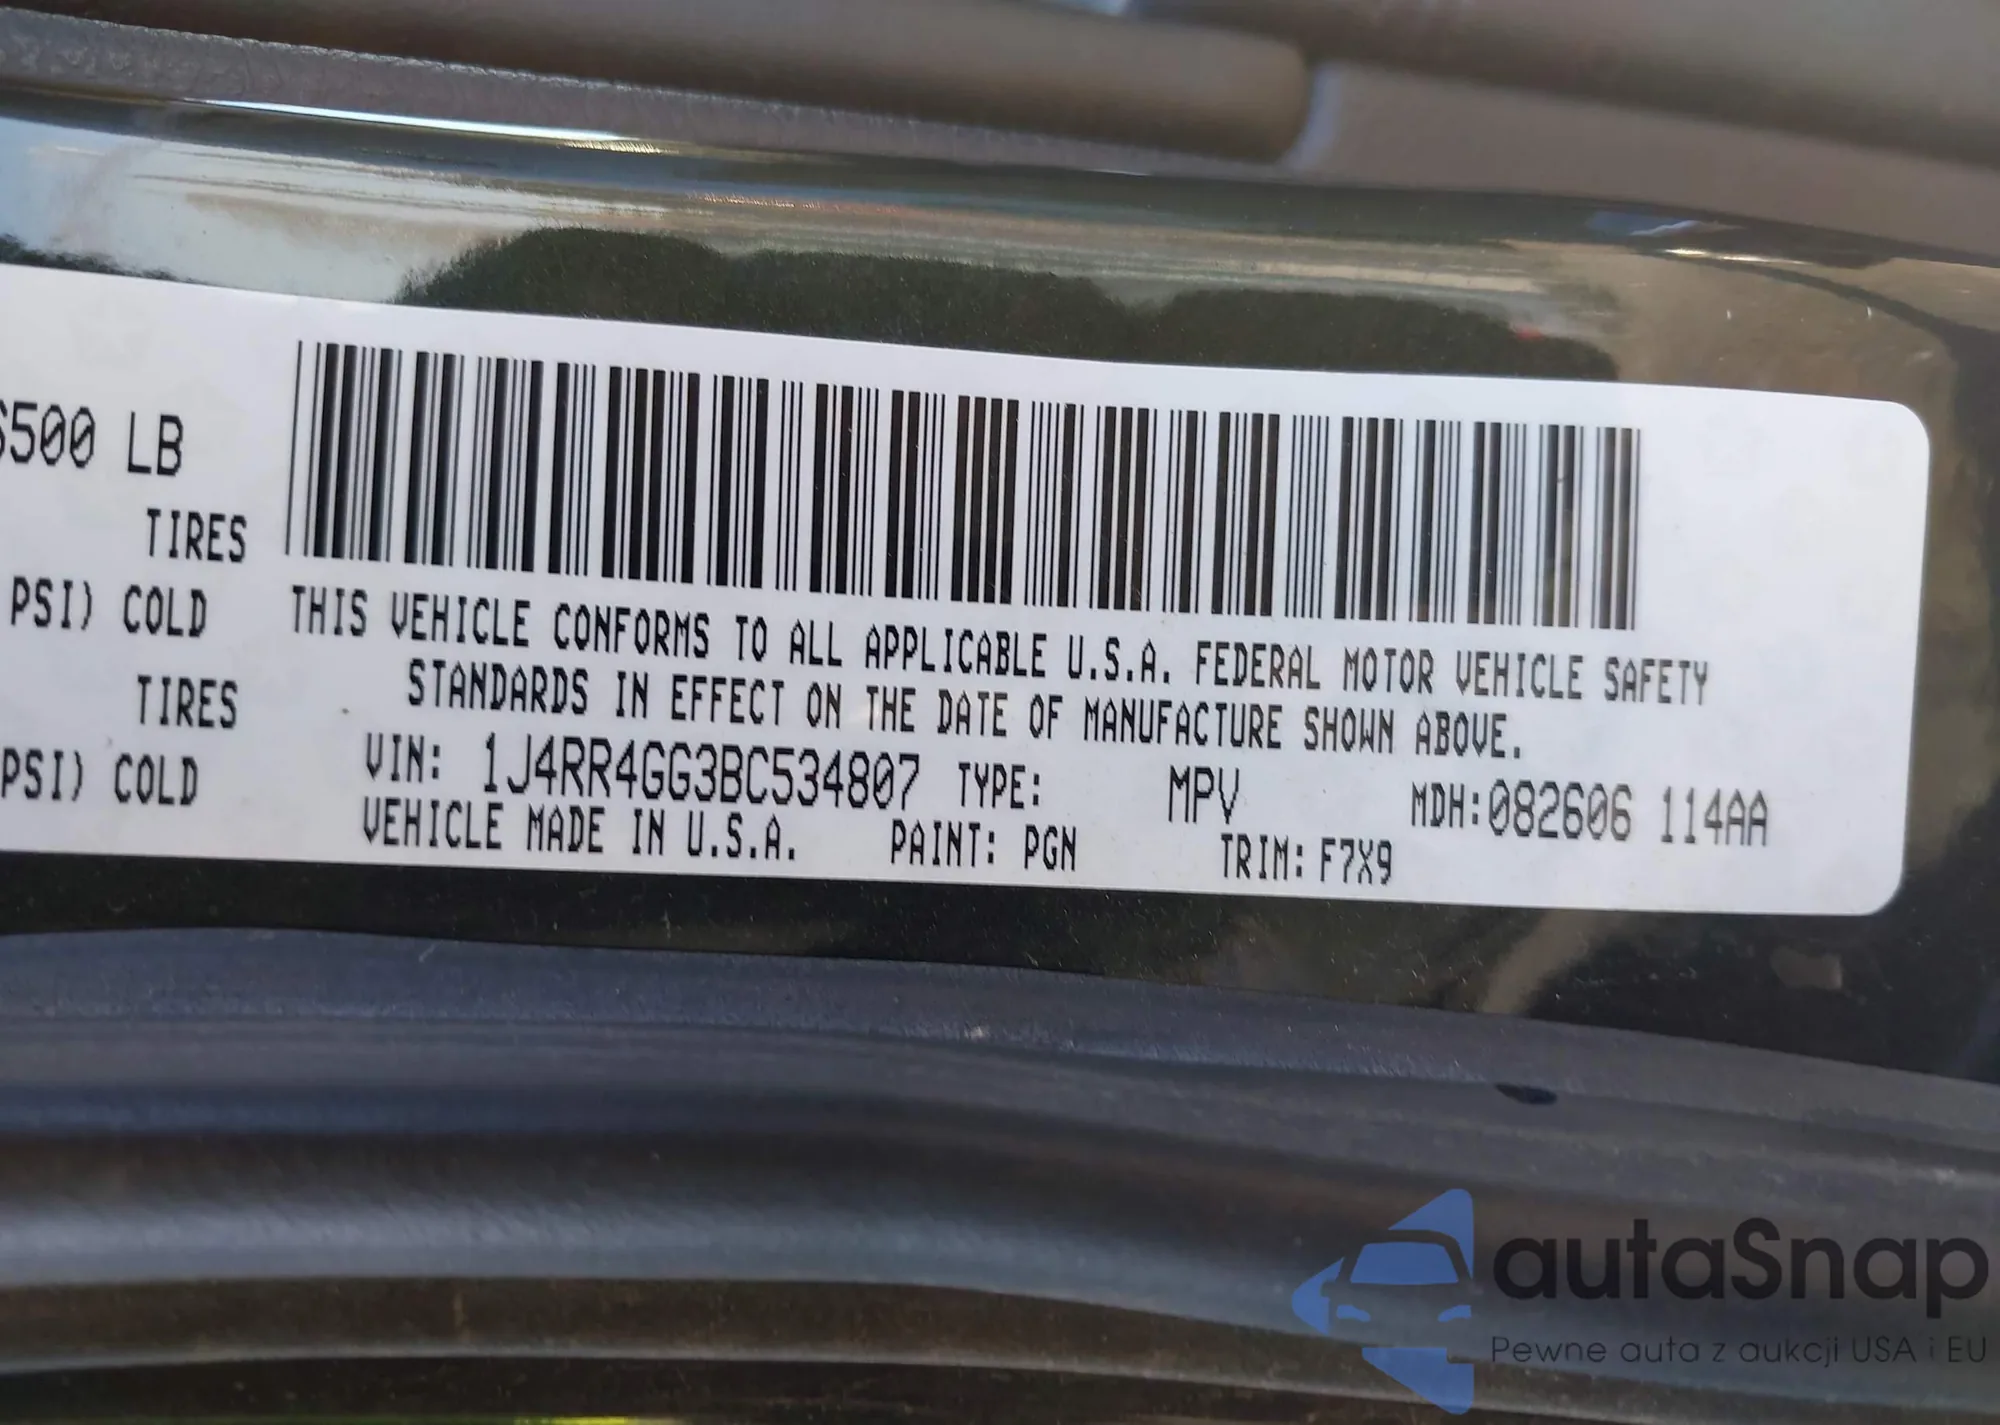 6500 LB
TIRES
PSI) COLD
TIRES
PSI) COLD
THIS VEHICLE CONFORMS TO ALL APPLICABLE U.S.A. FEDERAL MOTOR VEHICLE SAFETY
STANDARDS IN EFFECT ON THE DATE OF MANUFACTURE SHOWN ABOVE.
VIN: 1J4RR4GG3BC534807 TYPE: MPV MDH:082606 114AA
VEHICLE MADE IN U.S.A. PAINT: PGN TRIM: F7X9
autaSnap
Pewne auta z aukcji USA i EU